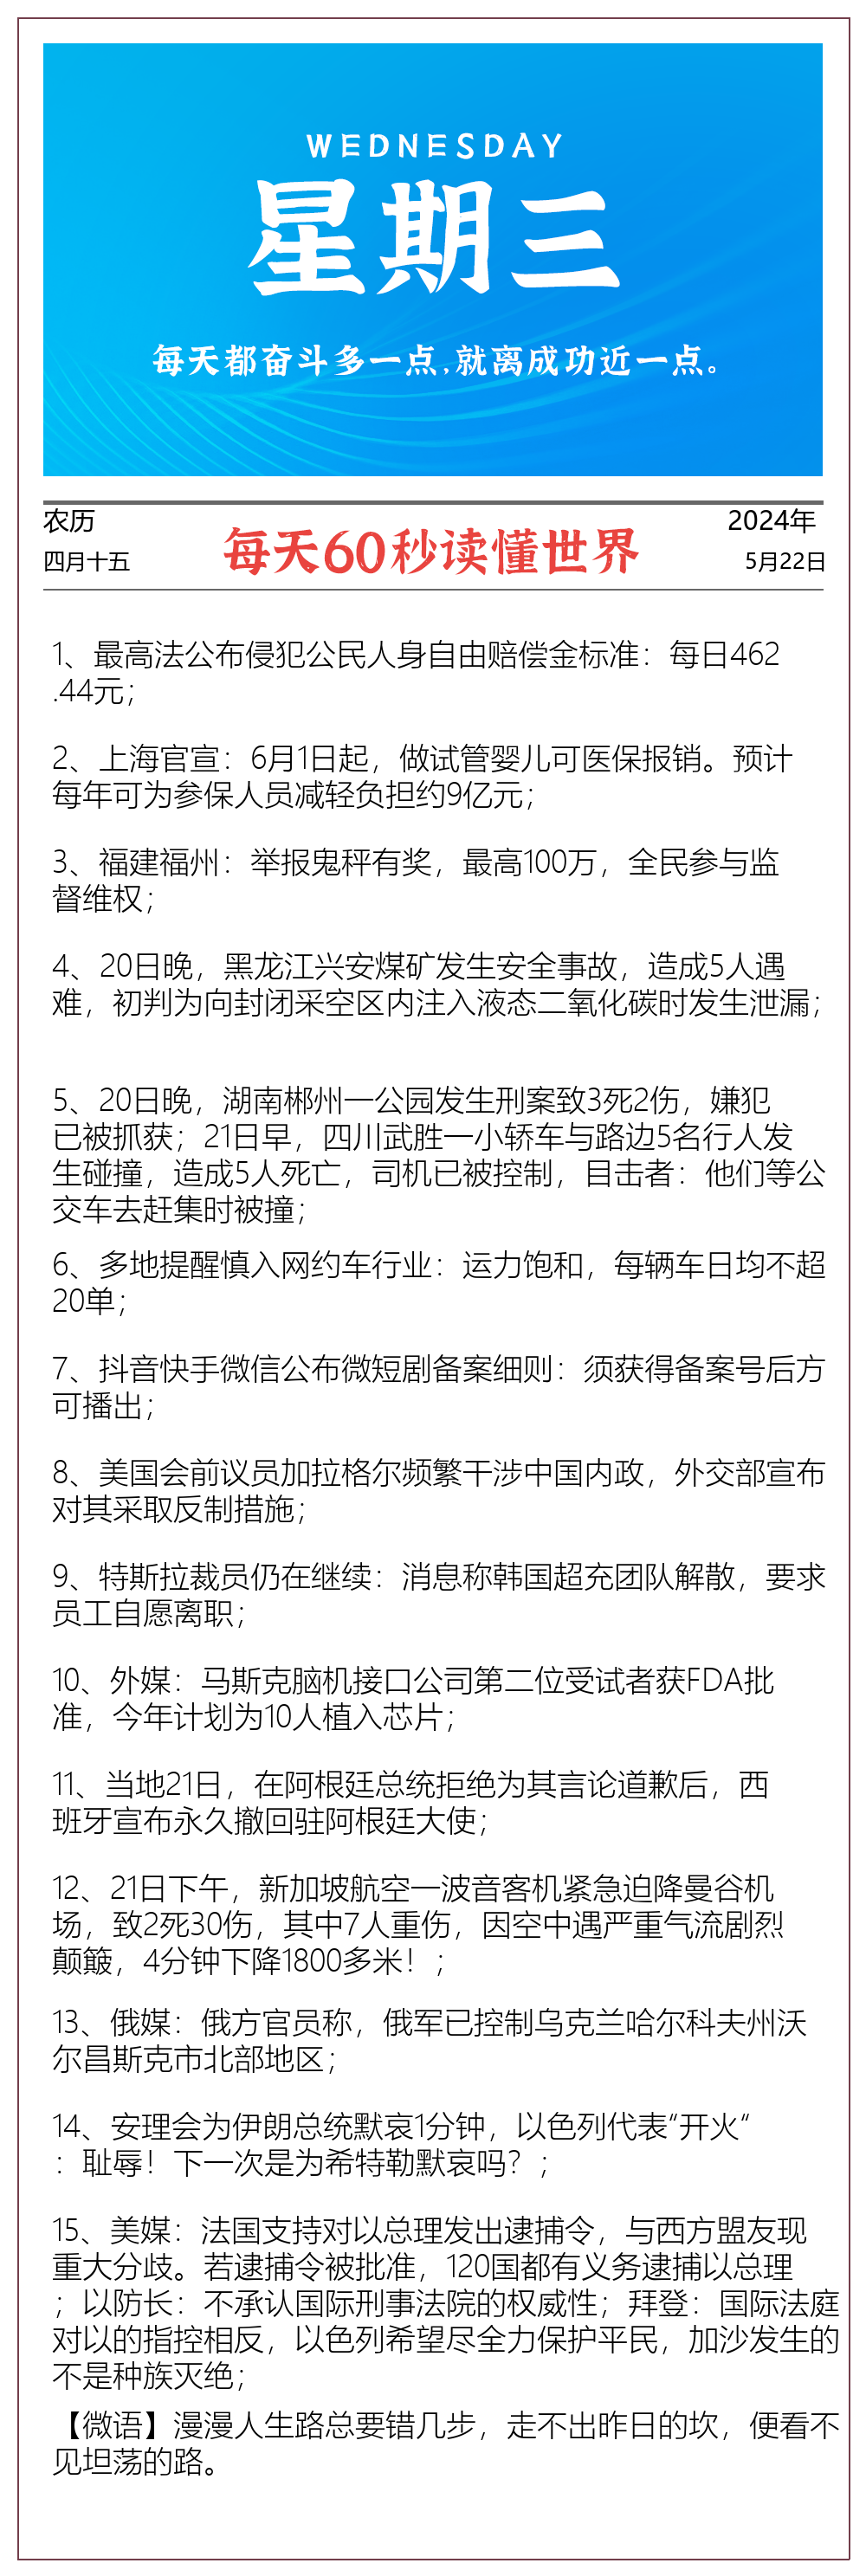 WEDNESDAY
星期三
每天都奋斗多一点,就离成功近一点。
农历
四月十五
每天60秒读懂世界
2024年
5月22日
1、最高法公布侵犯公民人身自由赔偿金标准：每日462
.44元；
2、上海官宣：6月1日起，做试管婴儿可医保报销。预计
每年可为参保人员减轻负担约9亿元；
3、福建福州：举报鬼秤有奖，最高100万，全民参与监
督维权；
4、20日晚，黑龙江兴安煤矿发生安全事故，造成5人遇
难，初判为向封闭采空区内注入液态二氧化碳时发生泄漏；
5、20日晚，湖南郴州一公园发生刑案致3死2伤，嫌犯
已被抓获；21日早，四川武胜一小轿车与路边5名行人发
生碰撞，造成5人死亡，司机已被控制，目击者：他们等公
交车去赶集时被撞；
6、多地提醒慎入网约车行业：运力饱和，每辆车日均不超
20单；
7、抖音快手微信公布微短剧备案细则：须获得备案号后方
可播出；
8、美国会前议员加拉格尔频繁干涉中国内政，外交部宣布
对其采取反制措施；
9、特斯拉裁员仍在继续：消息称韩国超充团队解散，要求
员工自愿离职；
10、外媒：马斯克脑机接口公司第二位受试者获FDA批
准，今年计划为10人植入芯片；
11、当地21日，在阿根廷总统拒绝为其言论道歉后，西
班牙宣布永久撤回驻阿根廷大使；
12、21日下午，新加坡航空一波音客机紧急迫降曼谷机
场，致2死30伤，其中7人重伤，因空中遇严重气流剧烈
颠簸，4分钟下降1800多米！；
13、俄媒：俄方官员称，俄军已控制乌克兰哈尔科夫州沃
尔昌斯克市北部地区；
14、安理会为伊朗总统默哀1分钟，以色列代表“开火“
：耻辱！下一次是为希特勒默哀吗？；
15、美媒：法国支持对以总理发出逮捕令，与西方盟友现
重大分歧。若逮捕令被批准，120国都有义务逮捕以总理
；以防长：不承认国际刑事法院的权威性；拜登：国际法庭
对以的指控相反，以色列希望尽全力保护平民，加沙发生的
不是种族灭绝；
【微语】漫漫人生路总要错几步，走不出昨日的坎，便看不
见坦荡的路。